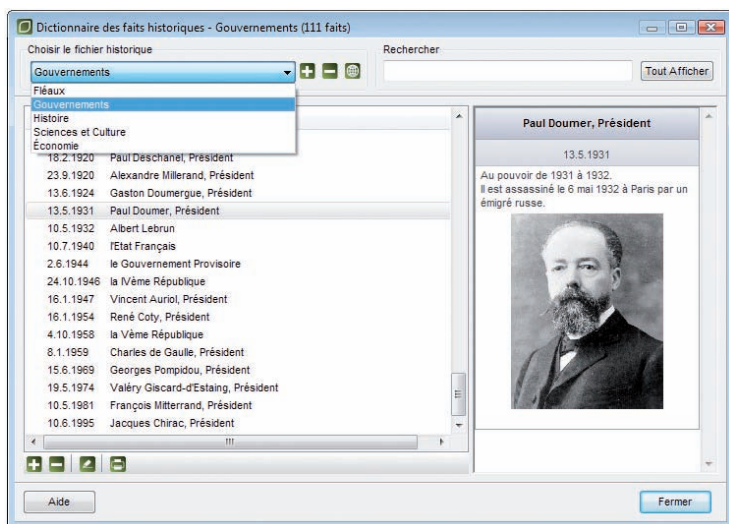 Dictionnaire des faits historiques - Gouvernements (111 faits)
Choisir le fichier historique
Rechercher
Gouvernements
Tout Afficher
Fléaux
Gouvernements
Histoire
Sciences et Culture
Économie
18.2.1920 Paul Deschanel, Président
23.9.1920 Alexandre Millerand, Président
13.6.1924 Gaston Doumergue, Président
13.5.1931 Paul Doumer, Président
10.5.1932 Albert Lebrun
10.7.1940 l'Etat Français
2.6.1944 le Gouvernement Provisoire
24.10.1946 la IVème République
16.1.1947 Vincent Auriol, Président
16.1.1954 René Coty, Président
4.10.1958 la Vème République
8.1.1959 Charles de Gaulle, Président
15.6.1969 Georges Pompidou, Président
19.5.1974 Valéry Giscard-d'Estaing, Président
10.5.1981 François Mitterrand, Président
10.6.1995 Jacques Chirac, Président
Paul Doumer, Président
13.5.1931
Au pouvoir de 1931 à 1932.
Il est assassiné le 6 mai 1932 à Paris par un
émigré russe.
Aide
Fermer